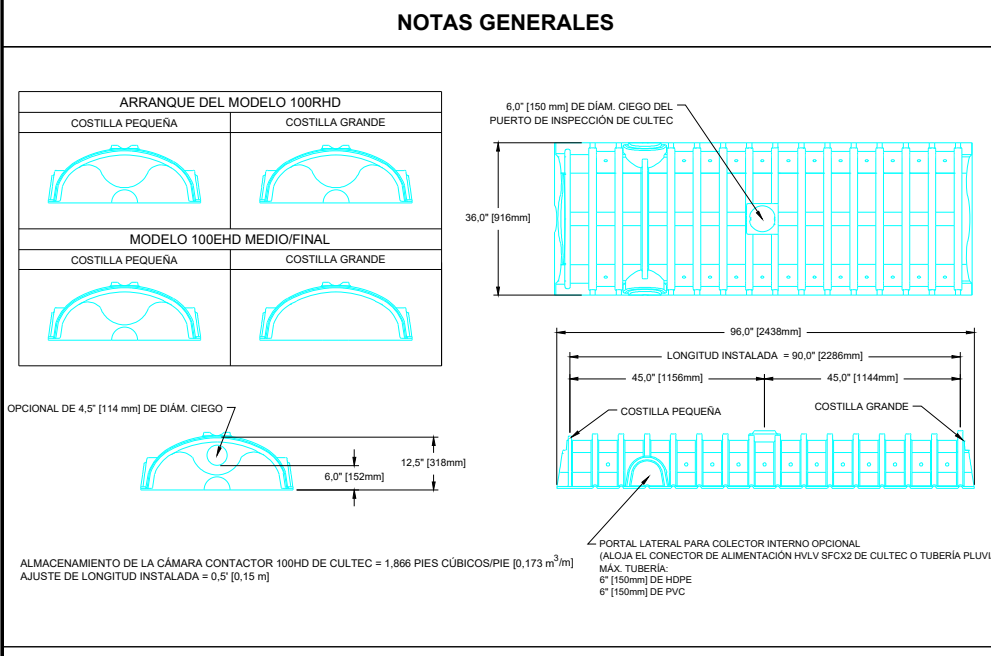 NOTAS GENERALES
ARRANQUE DEL MODELO 100RHD
COSTILLA PEQUEÑA
COSTILLA GRANDE
MODELO 100EHD MEDIO/FINAL
COSTILLA PEQUEÑA
COSTILLA GRANDE
6,0" [150 mm] DE DÍAM. CIEGO DEL
PUERTO DE INSPECCIÓN DE CULTEC
36,0" [916mm]
96,0" [2438mm]
LONGITUD INSTALADA = 90,0" [2286mm]
45,0" [1156mm]
45,0" [1144mm]
COSTILLA PEQUEÑA
COSTILLA GRANDE
OPCIONAL DE 4,5" [114 mm] DE DIÁM. CIEGO
12,5" [318mm]
6,0" [152mm]
PORTAL LATERAL PARA COLECTOR INTERNO OPCIONAL
(ALOJA EL CONECTOR DE ALIMENTACIÓN HVLV SFCX2 DE CULTEC O TUBERÍA
MÁX. TUBERÍA:
6" [150mm] DE HDPE
6" [150mm] DE PVC
ALMACENAMIENTO DE LA CÁMARA CONTACTOR 100HD DE CULTEC = 1,866 PIES CÚBICOS/PIE [0,173 m³/m]
AJUSTE DE LONGITUD INSTALADA = 0,5' [0,15 m]